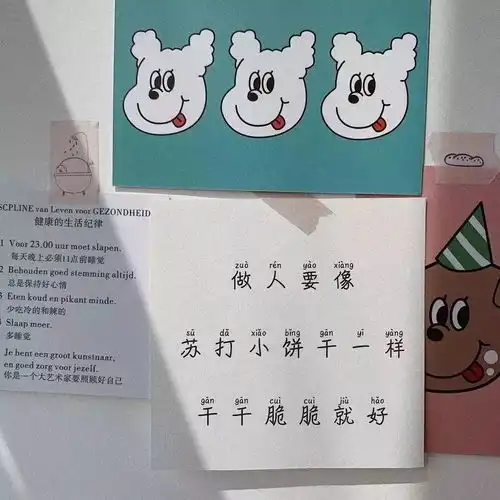 SCPLINE van Leven voor GEZONDHEID
健康的生活纪律
1 Voor 23.00 uur moet slapen.
每天晚上必须11点前睡觉
2 Behouden goed stemming altijd.
总是保持好心情
3 Eten koud en pikant minde.
少吃冷的和辣的
4 Slaap meer.
多睡觉
Je bent een groot kunstnaar,
en goed zorg voor jezelf.
你是一个大艺术家要照顾好自己
zuò rén yào xiàng
做人要像
sū dǎ xiǎo bǐng gān yī yàng
苏打小饼干一样
gān gān cuì cuì jiù hǎo
干干脆脆就好